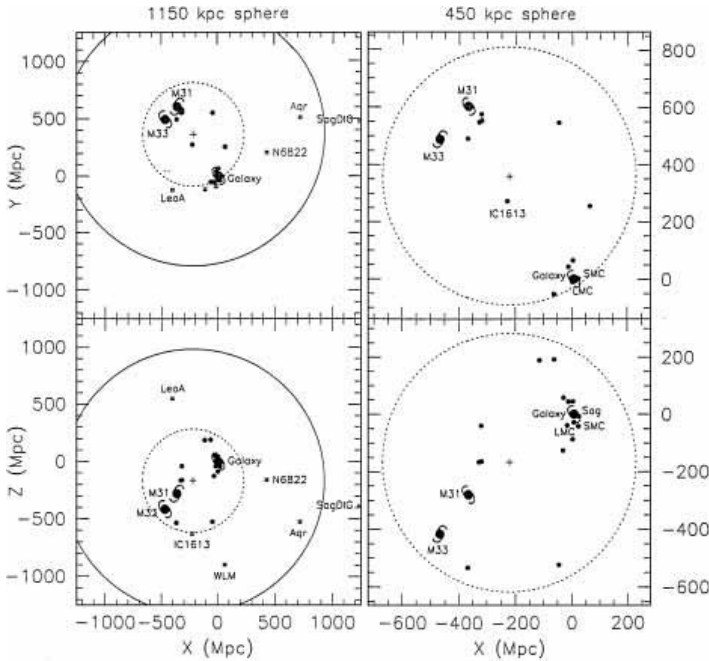 1150 kpc sphere
450 kpc sphere
1000
500
0
−500
−1000
Y (Mpc)
M31
M33
Aqr
SagDIG
N6822
Galaxy
LeoA
800
600
400
200
0
M31
M33
IC1613
Galaxy
SMC
LMC
1000
500
0
−500
−1000
Z (Mpc)
LeoA
Galaxy
M31
M33
N6822
SagDIG
Aqr
IC1613
WLM
200
0
−200
−400
−600
Sag
Galaxy
LMC
SMC
M31
M33
−1000
−500
0
500
1000
X (Mpc)
−600
−400
−200
0
200
X (Mpc)